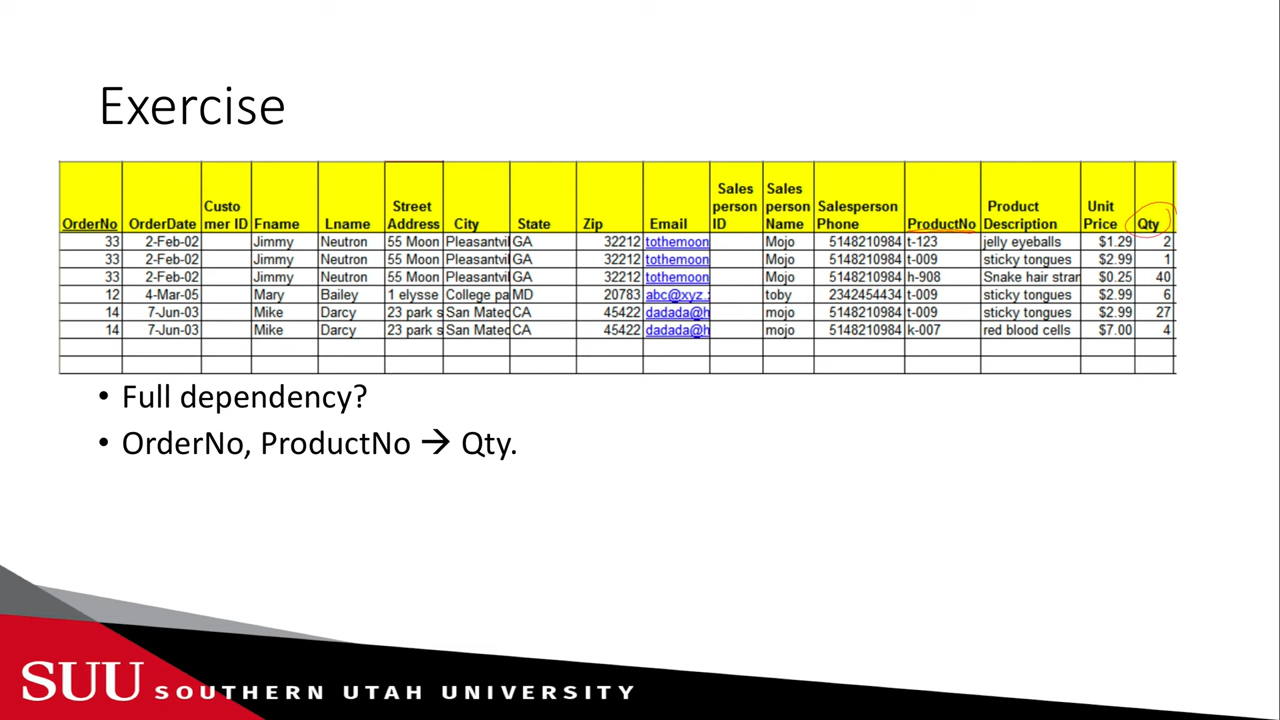 Exercise
OrderNo OrderDate Custo mer ID Fname Lname Street Address City State Zip Email Sales person ID Sales person Name Salesperson Phone ProductNo Product Description Unit Price Qty
33 2-Feb-02 Jimmy Neutron 55 Moon Pleasantvil GA 32212 tothemoon Mojo 5148210984 t-123 jelly eyeballs $1.29 2
33 2-Feb-02 Jimmy Neutron 55 Moon Pleasantvil GA 32212 tothemoon Mojo 5148210984 t-009 sticky tongues $2.99 1
33 2-Feb-02 Jimmy Neutron 55 Moon Pleasantvil GA 32212 tothemoon Mojo 5148210984 h-908 Snake hair stran $0.25 40
12 4-Mar-05 Mary Bailey 1 elysse College pa MD 20783 abc@xyz. toby 2342454434 t-009 sticky tongues $2.99 6
14 7-Jun-03 Mike Darcy 23 park s San Mateo CA 45422 dadada@h mojo 5148210984 t-009 sticky tongues $2.99 27
14 7-Jun-03 Mike Darcy 23 park s San Mateo CA 45422 dadada@h mojo 5148210984 k-007 red blood cells $7.00 4
• Full dependency?
• OrderNo, ProductNo → Qty.
SUU SOUTHERN UTAH UNIVERSITY